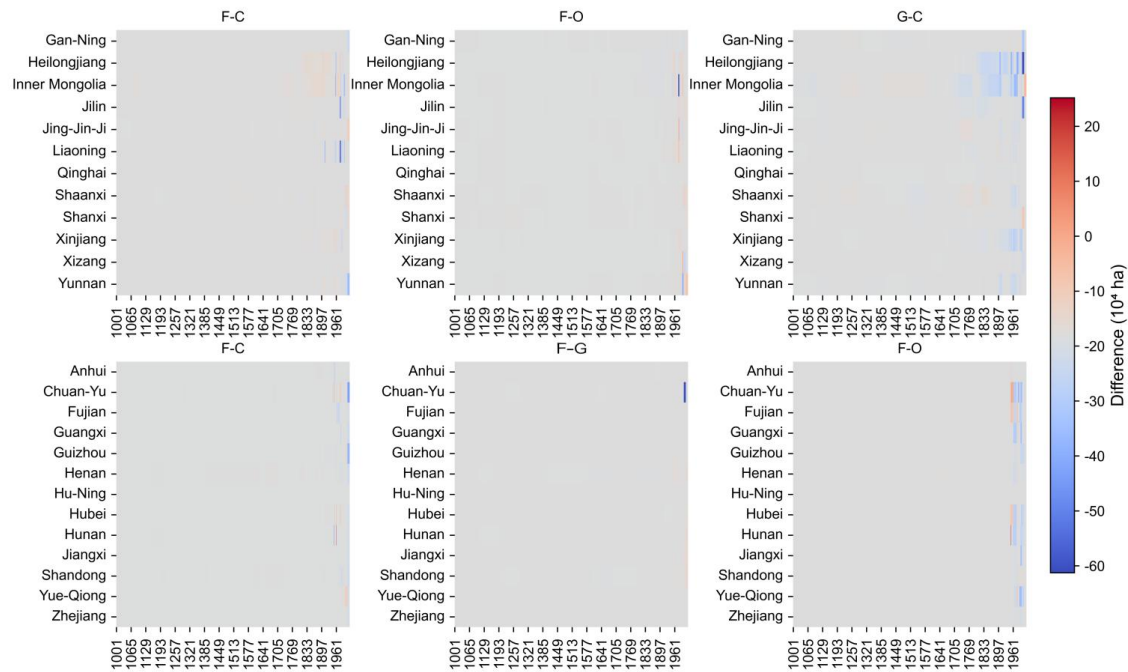 F-C
F-O
G-C
Gan-Ning
Heilongjiang
Inner Mongolia
Jilin
Jing-Jin-Ji
Liaoning
Qinghai
Shaanxi
Shanxi
Xinjiang
Xizang
Yunnan
1001
1065
1129
1193
1257
1321
1385
1449
1513
1577
1641
1705
1769
1833
1897
1961
Gan-Ning
Heilongjiang
Inner Mongolia
Jilin
Jing-Jin-Ji
Liaoning
Qinghai
Shaanxi
Shanxi
Xinjiang
Xizang
Yunnan
1001
1065
1129
1193
1257
1321
1385
1449
1513
1577
1641
1705
1769
1833
1897
1961
Gan-Ning
Heilongjiang
Inner Mongolia
Jilin
Jing-Jin-Ji
Liaoning
Qinghai
Shaanxi
Shanxi
Xinjiang
Xizang
Yunnan
1001
1065
1129
1193
1257
1321
1385
1449
1513
1577
1641
1705
1769
1833
1897
1961
F-C
F-G
F-O
Anhui
Chuan-Yu
Fujian
Guangxi
Guizhou
Henan
Hu-Ning
Hubei
Hunan
Jiangxi
Shandong
Yue-Qiong
Zhejiang
1001
1065
1129
1193
1257
1321
1385
1449
1513
1577
1641
1705
1769
1833
1897
1961
Anhui
Chuan-Yu
Fujian
Guangxi
Guizhou
Henan
Hu-Ning
Hubei
Hunan
Jiangxi
Shandong
Yue-Qiong
Zhejiang
1001
1065
1129
1193
1257
1321
1385
1449
1513
1577
1641
1705
1769
1833
1897
1961
Anhui
Chuan-Yu
Fujian
Guangxi
Guizhou
Henan
Hu-Ning
Hubei
Hunan
Jiangxi
Shandong
Yue-Qiong
Zhejiang
1001
1065
1129
1193
1257
1321
1385
1449
1513
1577
1641
1705
1769
1833
1897
1961
20
10
0
-10
-20
-30
-40
-50
-60
Difference (10⁴ ha)